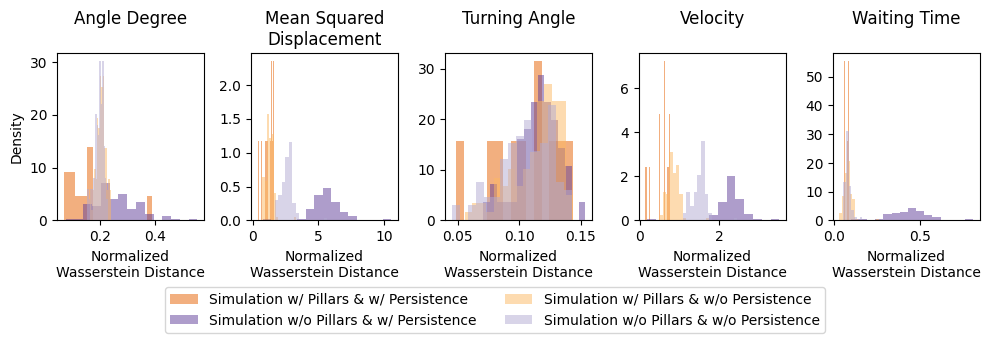 Angle Degree
Mean Squared
Displacement
Turning Angle
Velocity
Waiting Time
Density
30
20
10
0
0.2 0.4
Normalized
Wasserstein Distance
2.0
1.5
1.0
0.5
0.0
0 5 10
Normalized
Wasserstein Distance
30
20
10
0
0.05 0.10 0.15
Normalized
Wasserstein Distance
6
4
2
0
0 2
Normalized
Wasserstein Distance
50
40
30
20
10
0
0.0 0.5
Normalized
Wasserstein Distance
Simulation w/ Pillars & w/ Persistence
Simulation w/o Pillars & w/ Persistence
Simulation w/ Pillars & w/o Persistence
Simulation w/o Pillars & w/o Persistence